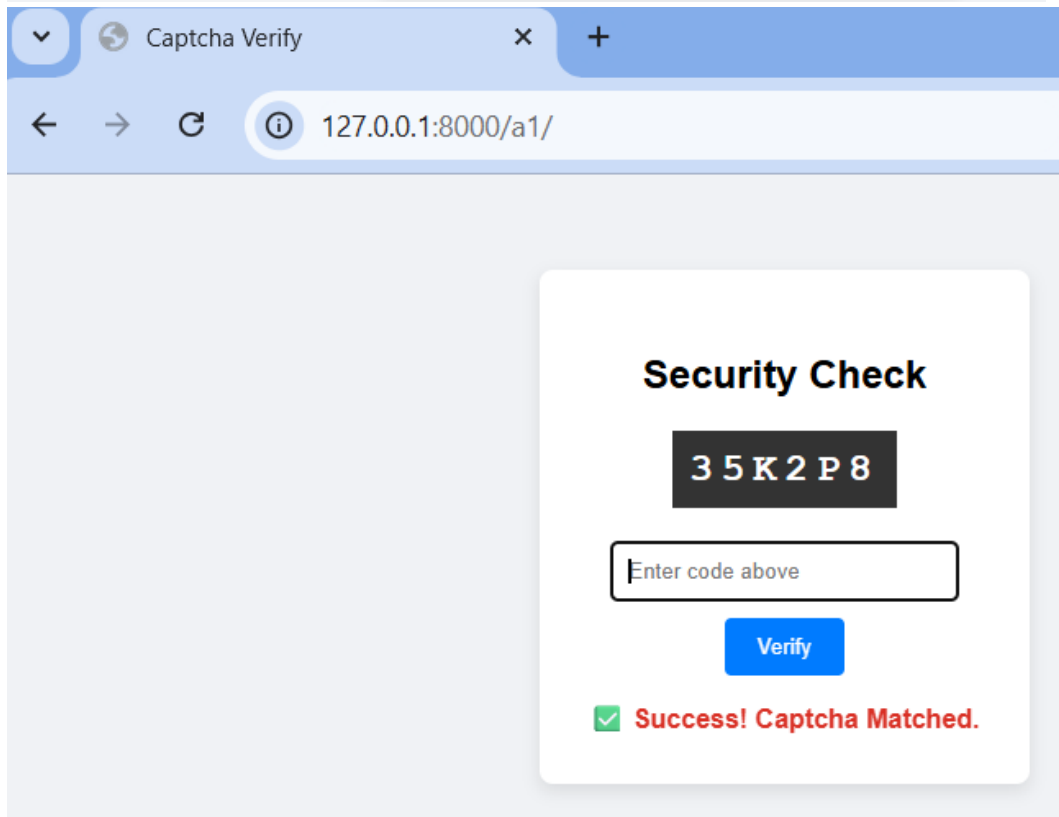 Captcha Verify
127.0.0.1:8000/a1/
Security Check
35K2P8
Enter code above
Verify
✅ Success! Captcha Matched.